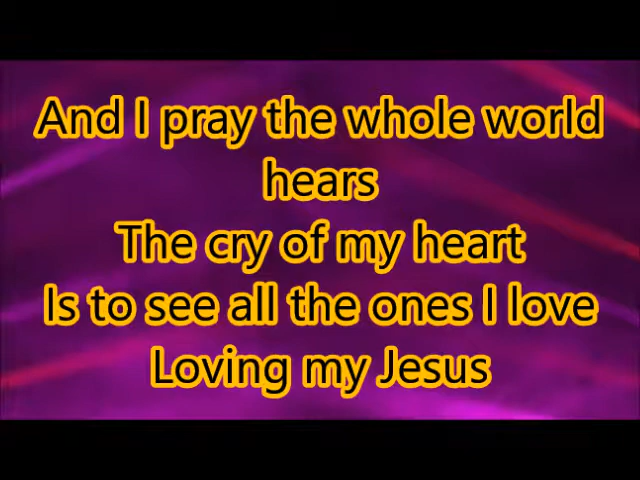 And I pray the whole world
hears
The cry of my heart
Is to see all the ones I love
Loving my Jesus